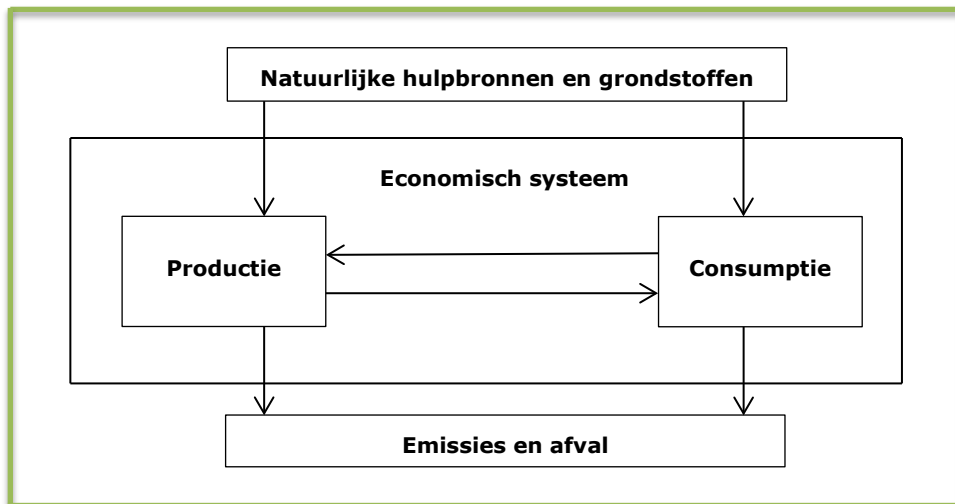 Natuurlijke hulpbronnen en grondstoffen
Economisch systeem
Productie
Consumptie
Emissies en afval